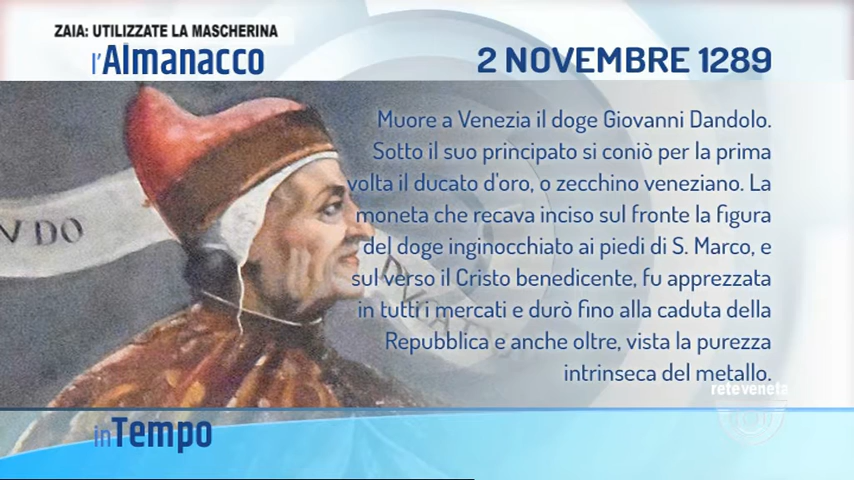 ZAIA: UTILIZZATE LA MASCHERINA
l'Almanacco
2 NOVEMBRE 1289
Muore a Venezia il doge Giovanni Dandolo.
Sotto il suo principato si coniò per la prima
volta il ducato d'oro, o zecchino veneziano. La
moneta che recava inciso sul fronte la figura
del doge inginocchiato ai piedi di S. Marco, e
sul verso il Cristo benedicente, fu apprezzata
in tutti i mercati e durò fino alla caduta della
Repubblica e anche oltre, vista la purezza
intrinseca del metallo.
VDO
DVCATVS
reteveneta
inTempo